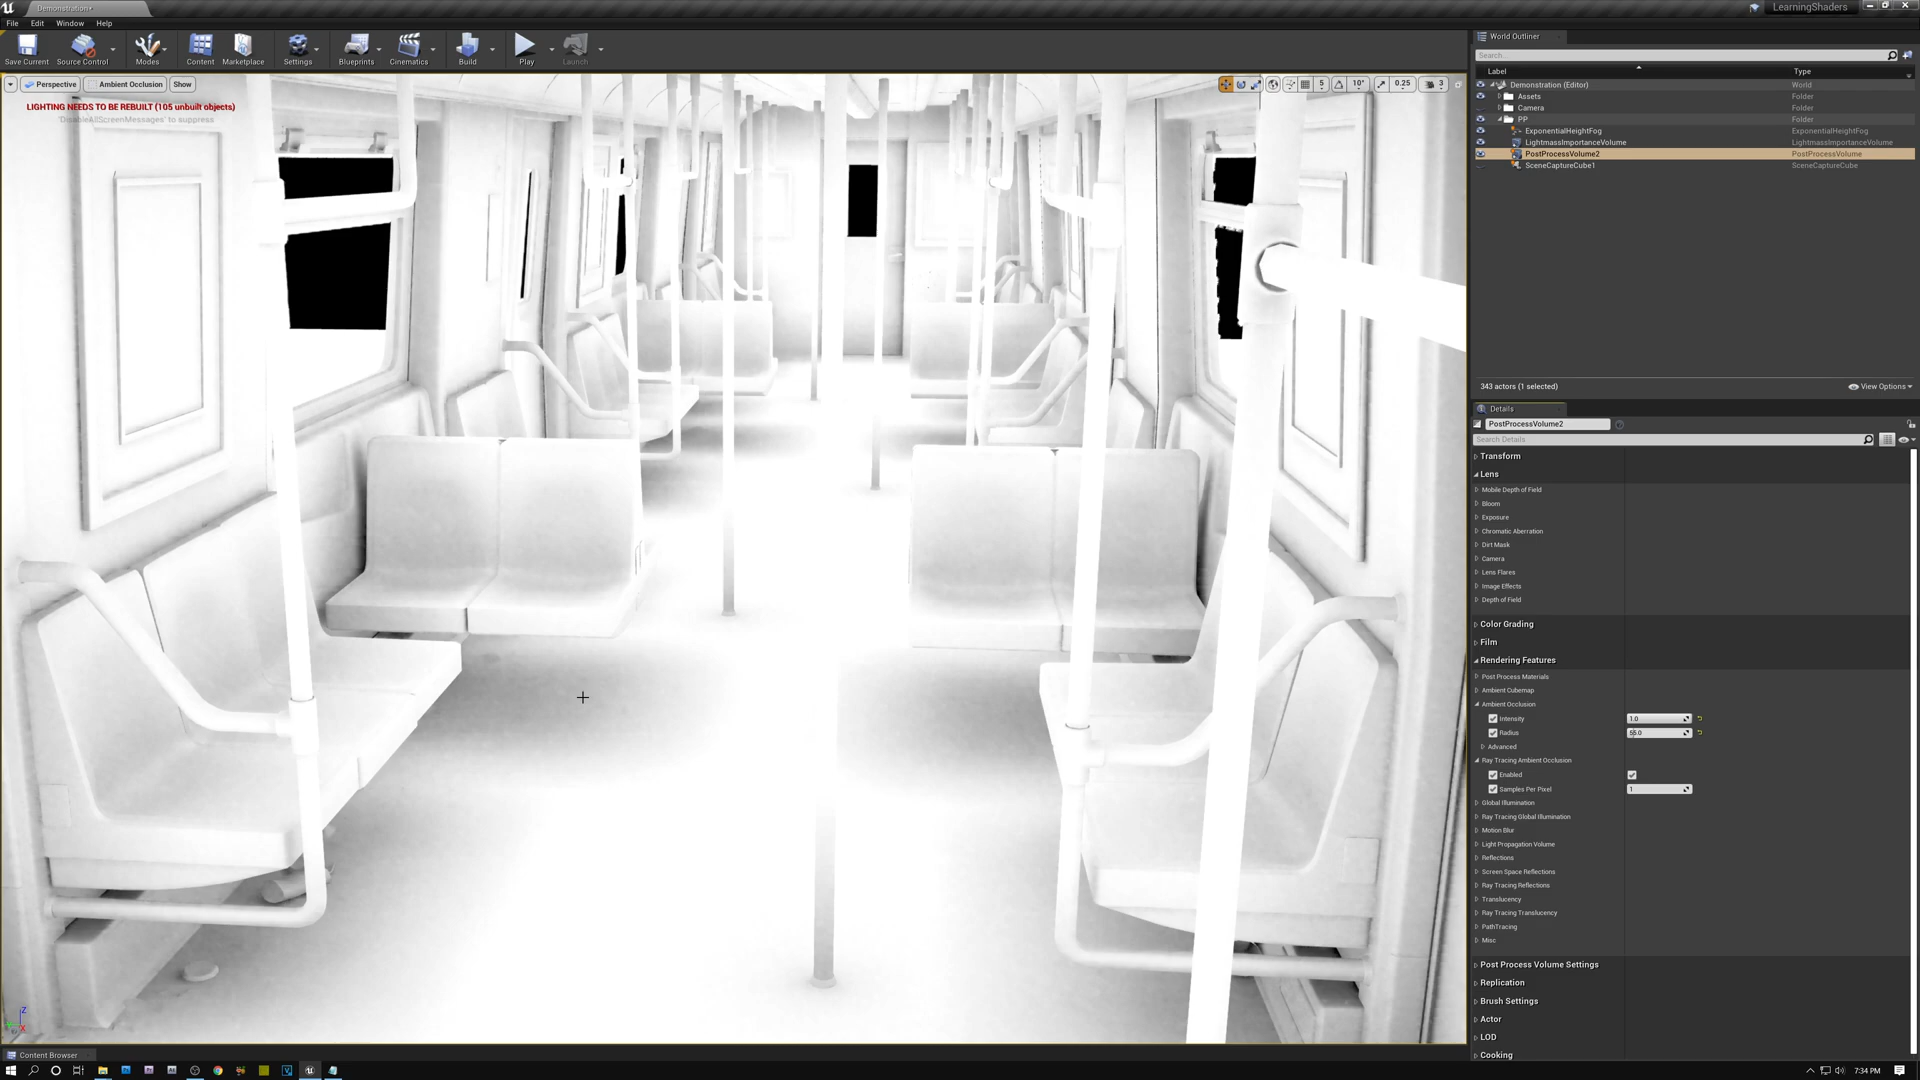 Demonstration*
LearningShaders
File Edit Window Help
Save Current
Source Control
Modes
Content
Marketplace
Settings
Blueprints
Cinematics
Build
Play
Launch
Perspective
Ambient Occlusion
Show
5
10°
0.25
3
LIGHTING NEEDS TO BE REBUILT (105 unbuilt objects)
'DisableAllScreenMessages' to suppress
World Outliner
Search...
Label Type
Demonstration (Editor) World
Assets Folder
Camera Folder
PP Folder
ExponentialHeightFog ExponentialHeightFog
LightmassImportanceVolume LightmassImportanceVolume
PostProcessVolume2 PostProcessVolume
SceneCaptureCube1 SceneCaptureCube
343 actors (1 selected)
View Options
Details
PostProcessVolume2
Search Details
Transform
Lens
Mobile Depth of Field
Bloom
Exposure
Chromatic Aberration
Dirt Mask
Camera
Lens Flares
Image Effects
Depth of Field
Color Grading
Film
Rendering Features
Post Process Materials
Ambient Cubemap
Ambient Occlusion
Intensity 1.0
Radius 55.0
Advanced
Ray Tracing Ambient Occlusion
Enabled
Samples Per Pixel 1
Global Illumination
Ray Tracing Global Illumination
Motion Blur
Light Propagation Volume
Reflections
Screen Space Reflections
Ray Tracing Reflections
Translucency
Ray Tracing Translucency
PathTracing
Misc
Post Process Volume Settings
Replication
Brush Settings
Actor
LOD
Cooking
Z
X
Content Browser
7:34 PM